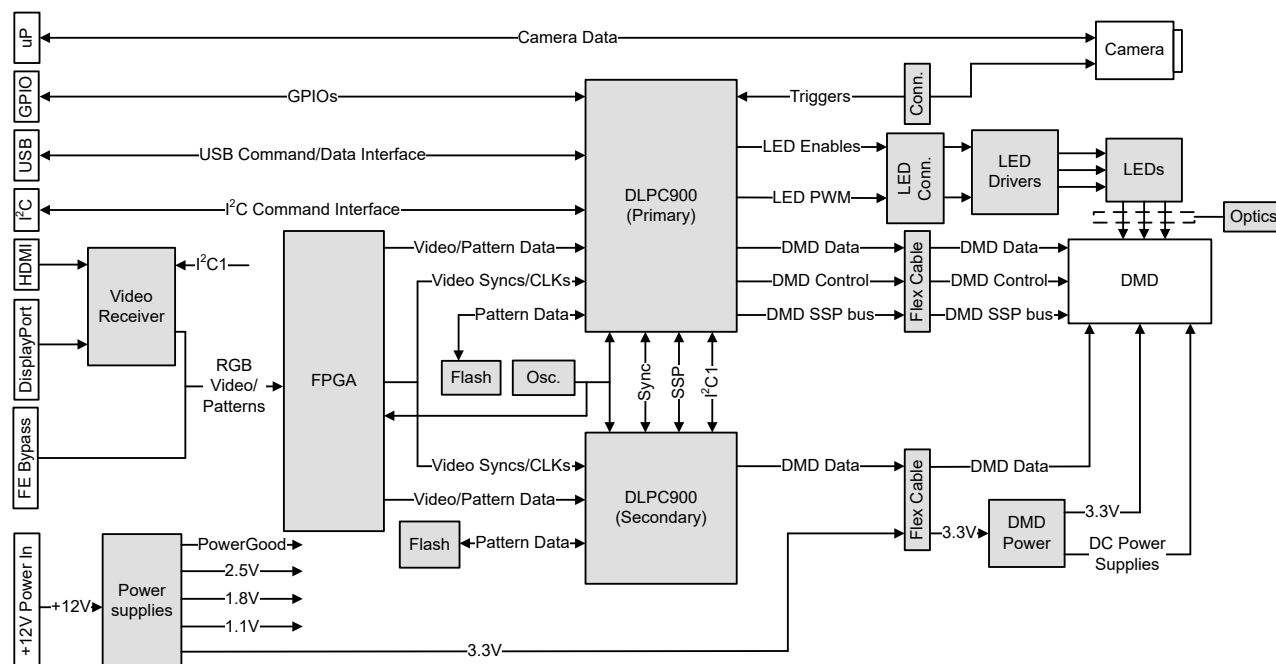 uP
Camera Data
Camera
GPIO
GPIOs
Triggers
Conn.
USB
USB Command/Data Interface
LED Enables
LED
Conn.
LED
Drivers
LEDs
I²C
I²C Command Interface
DLPC900
(Primary)
LED PWM
Optics
HDMI
I²C1
Video
Receiver
Video/Pattern Data
DMD Data
Flex Cable
DMD Data
Video Syncs/CLKs
DMD Control
DMD Control
DMD
DisplayPort
Pattern Data
DMD SSP bus
DMD SSP bus
RGB
Video/
Patterns
FPGA
Flash
Osc.
Sync
SSP
I²C1
FE Bypass
Video Syncs/CLKs
DMD Data
Flex Cable
DMD Data
Video/Pattern Data
DLPC900
(Secondary)
3.3V
DMD
Power
3.3V
DC Power
Supplies
Flash
Pattern Data
+12V Power In
+12V
Power
supplies
PowerGood
2.5V
1.8V
1.1V
3.3V